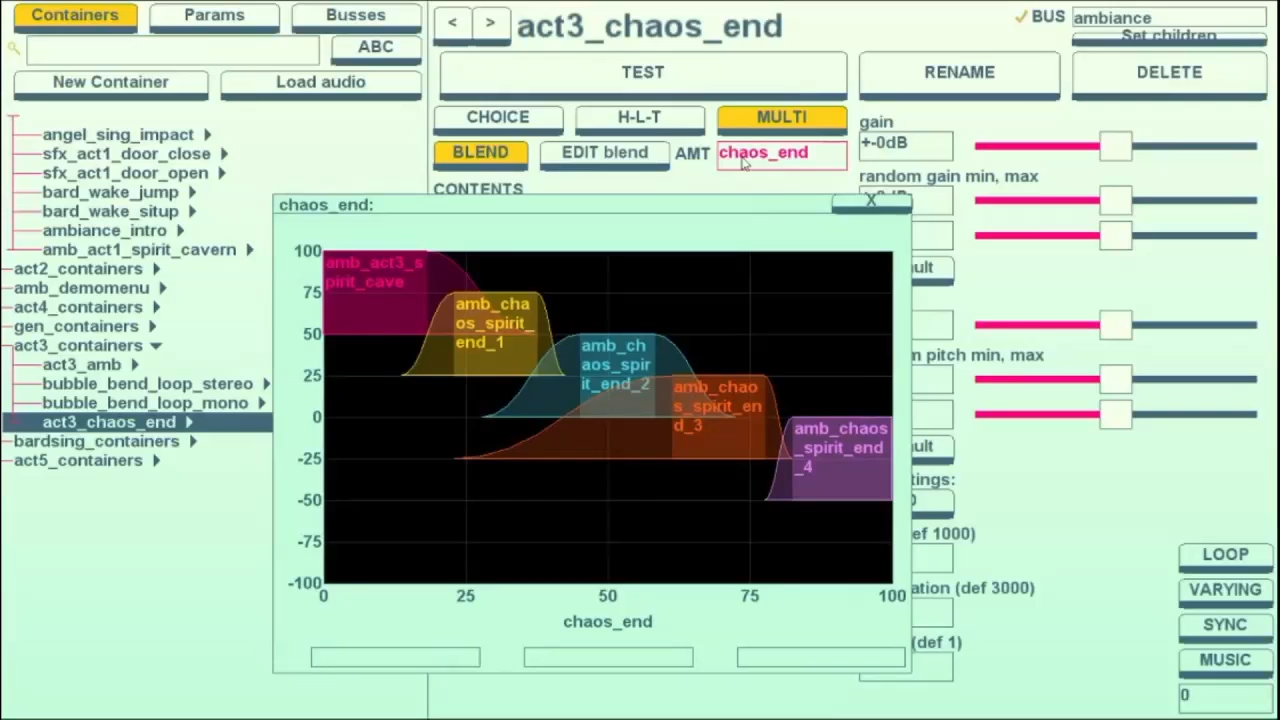 Containers
Params
Busses
ABC
New Container
Load audio
angel_sing_impact
sfx_act1_door_close
sfx_act1_door_open
bard_wake_jump
bard_wake_situp
ambiance_intro
amb_act1_spirit_cavern
act2_containers
amb_demomenu
act4_containers
gen_containers
act3_containers
act3_amb
bubble_bend_loop_stereo
bubble_bend_loop_mono
act3_chaos_end
bardsing_containers
act5_containers
< > act3_chaos_end
BUS ambiance
Set children
TEST
RENAME
DELETE
CHOICE
H-L-T
MULTI
BLEND
EDIT blend
AMT chaos_end
CONTENTS
gain
+-0dB
random gain min, max
chaos_end:
X
100
75
50
25
0
-25
-50
-75
-100
amb_act3_s
pirit_cave
amb_cha
os_spirit_
end_1
amb_ch
aos_spir
it_end_2
amb_chao
s_spirit_en
d_3
amb_chaos
_spirit_end
_4
0 25 50 75 100
chaos_end
ult
m pitch min, max
ult
tings:
0
ef 1000)
ation (def 3000)
(def 1)
LOOP
VARYING
SYNC
MUSIC
0